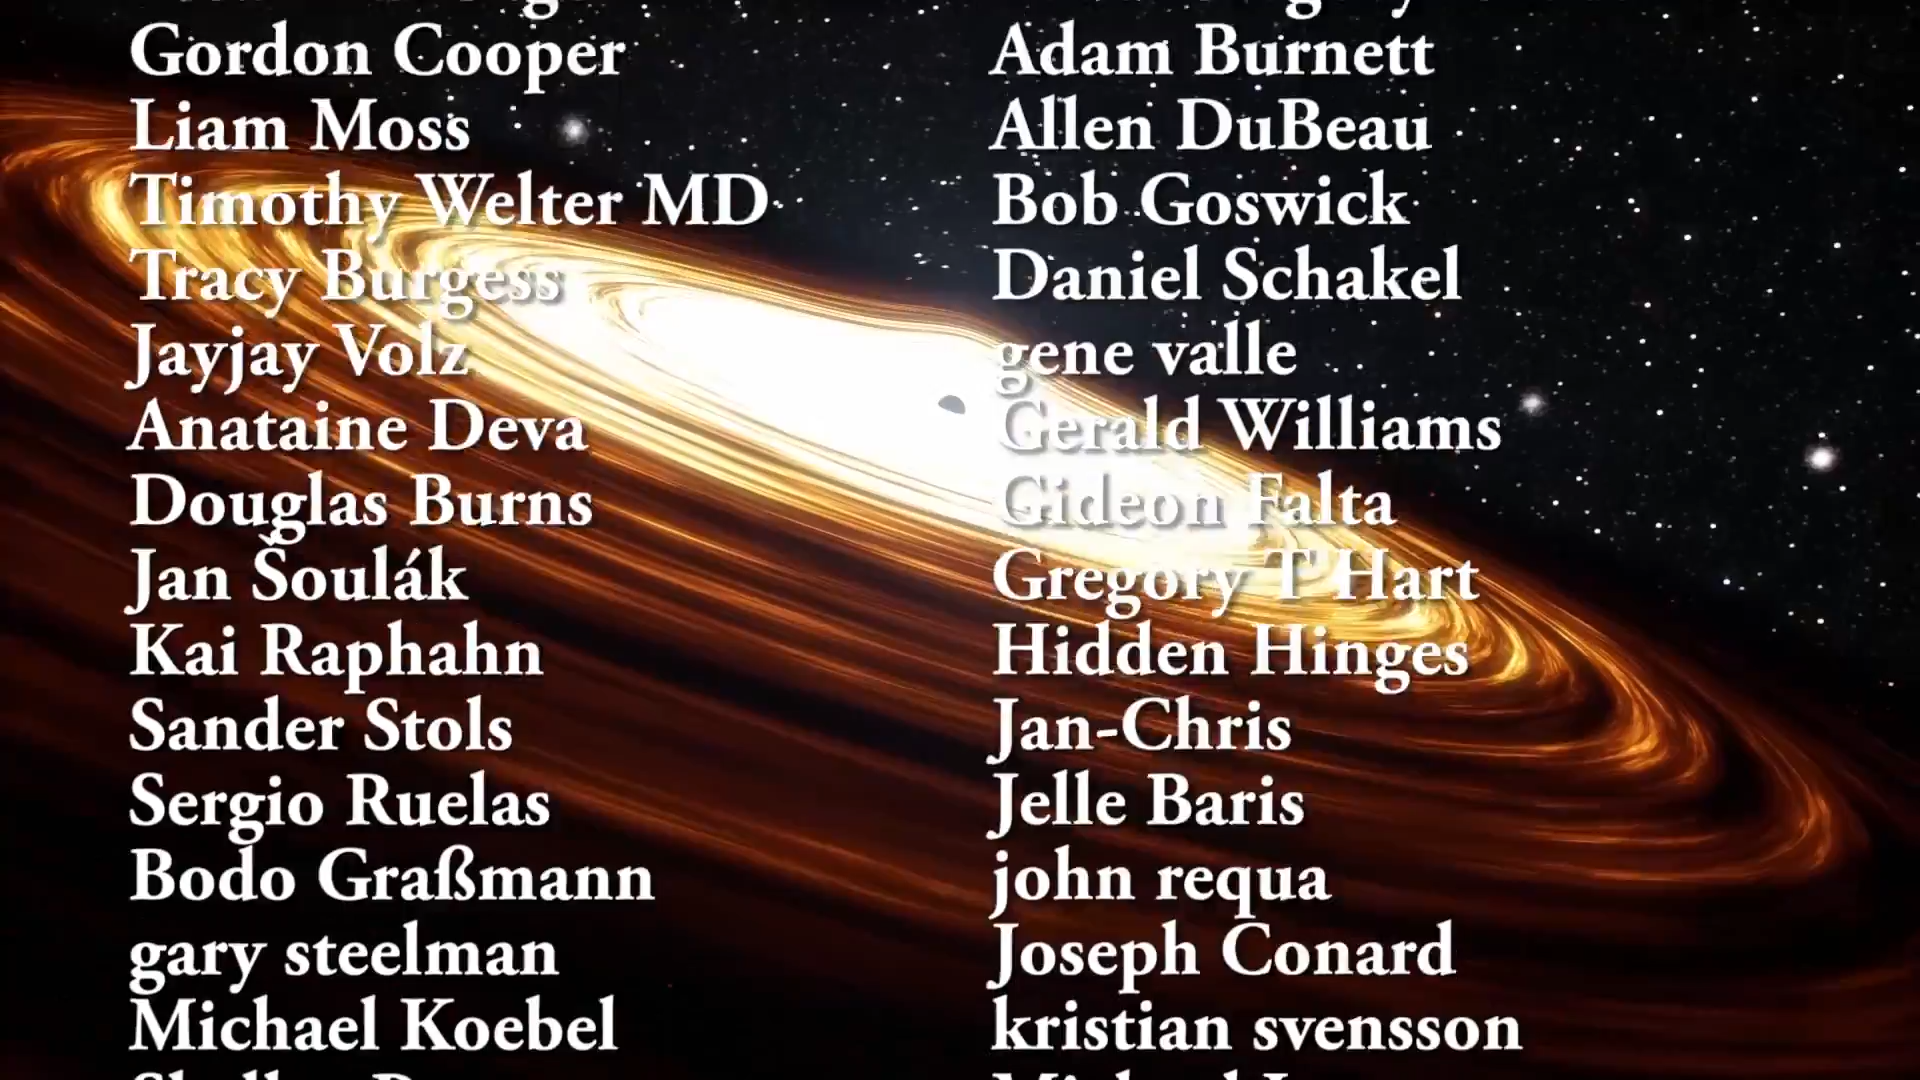 Gordon Cooper
Liam Moss
Timothy Welter MD
Tracy Burgess
Jayjay Volz
Anataine Deva
Douglas Burns
Jan Šoulák
Kai Raphahn
Sander Stols
Sergio Ruelas
Bodo Graßmann
gary steelman
Michael Koebel
Adam Burnett
Allen DuBeau
Bob Goswick
Daniel Schakel
gene valle
Gerald Williams
Gideon Falta
Gregory T Hart
Hidden Hinges
Jan-Chris
Jelle Baris
john requa
Joseph Conard
kristian svensson